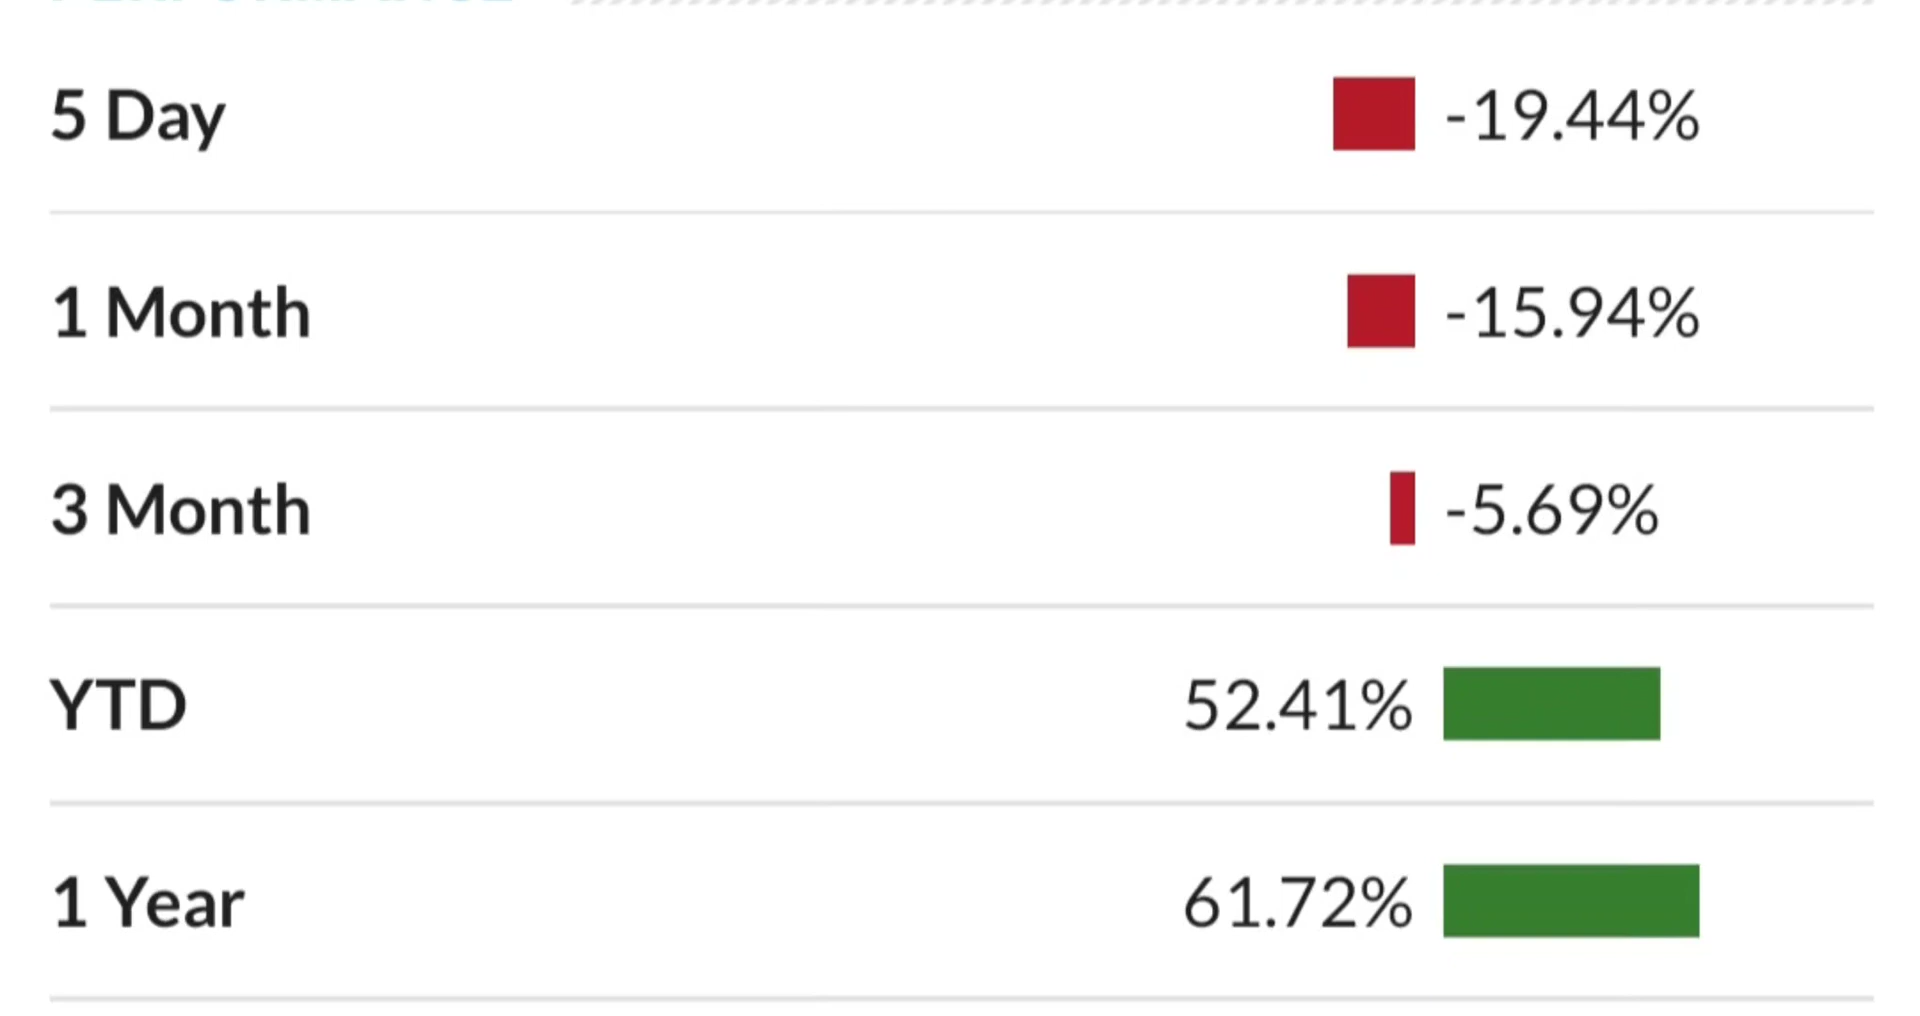 5 Day -19.44%
1 Month -15.94%
3 Month -5.69%
YTD 52.41%
1 Year 61.72%